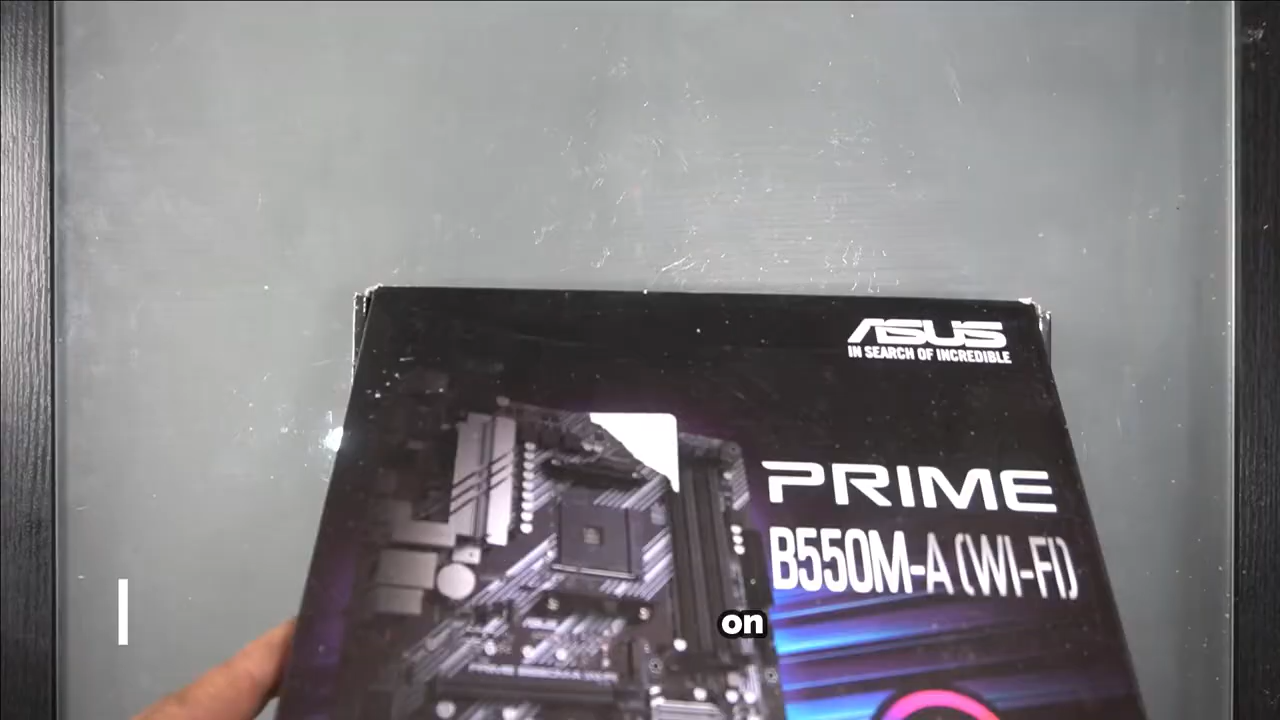 ASUS
IN SEARCH OF INCREDIBLE
PRIME
B550M-A (WI-FI)
on